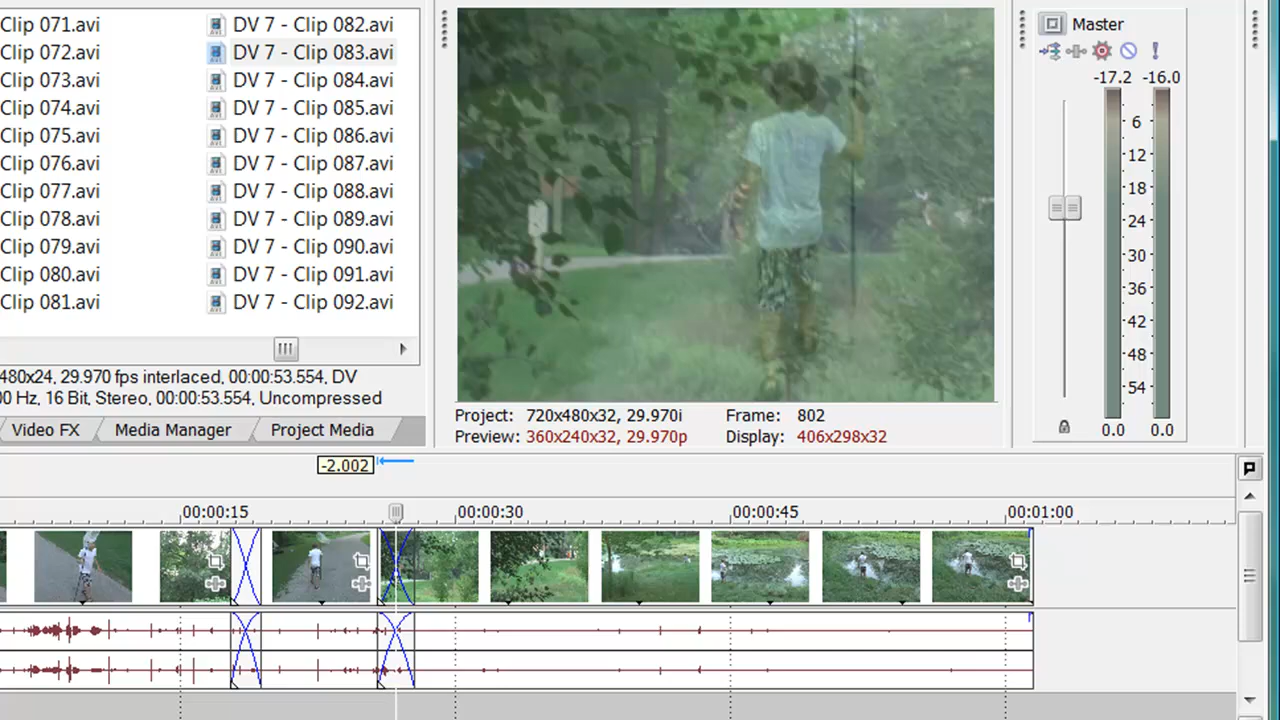 Clip 071.avi DV 7 - Clip 082.avi
Clip 072.avi DV 7 - Clip 083.avi
Clip 073.avi DV 7 - Clip 084.avi
Clip 074.avi DV 7 - Clip 085.avi
Clip 075.avi DV 7 - Clip 086.avi
Clip 076.avi DV 7 - Clip 087.avi
Clip 077.avi DV 7 - Clip 088.avi
Clip 078.avi DV 7 - Clip 089.avi
Clip 079.avi DV 7 - Clip 090.avi
Clip 080.avi DV 7 - Clip 091.avi
Clip 081.avi DV 7 - Clip 092.avi
480x24, 29.970 fps interlaced, 00:00:53.554, DV
00 Hz, 16 Bit, Stereo, 00:00:53.554, Uncompressed
Video FX Media Manager Project Media
Project: 720x480x32, 29.970i Frame: 802
Preview: 360x240x32, 29.970p Display: 406x298x32
Master
-17.2 -16.0
6
12
18
24
30
36
42
48
54
0.0 0.0
-2.002
00:00:15 00:00:30 00:00:45 00:01:00